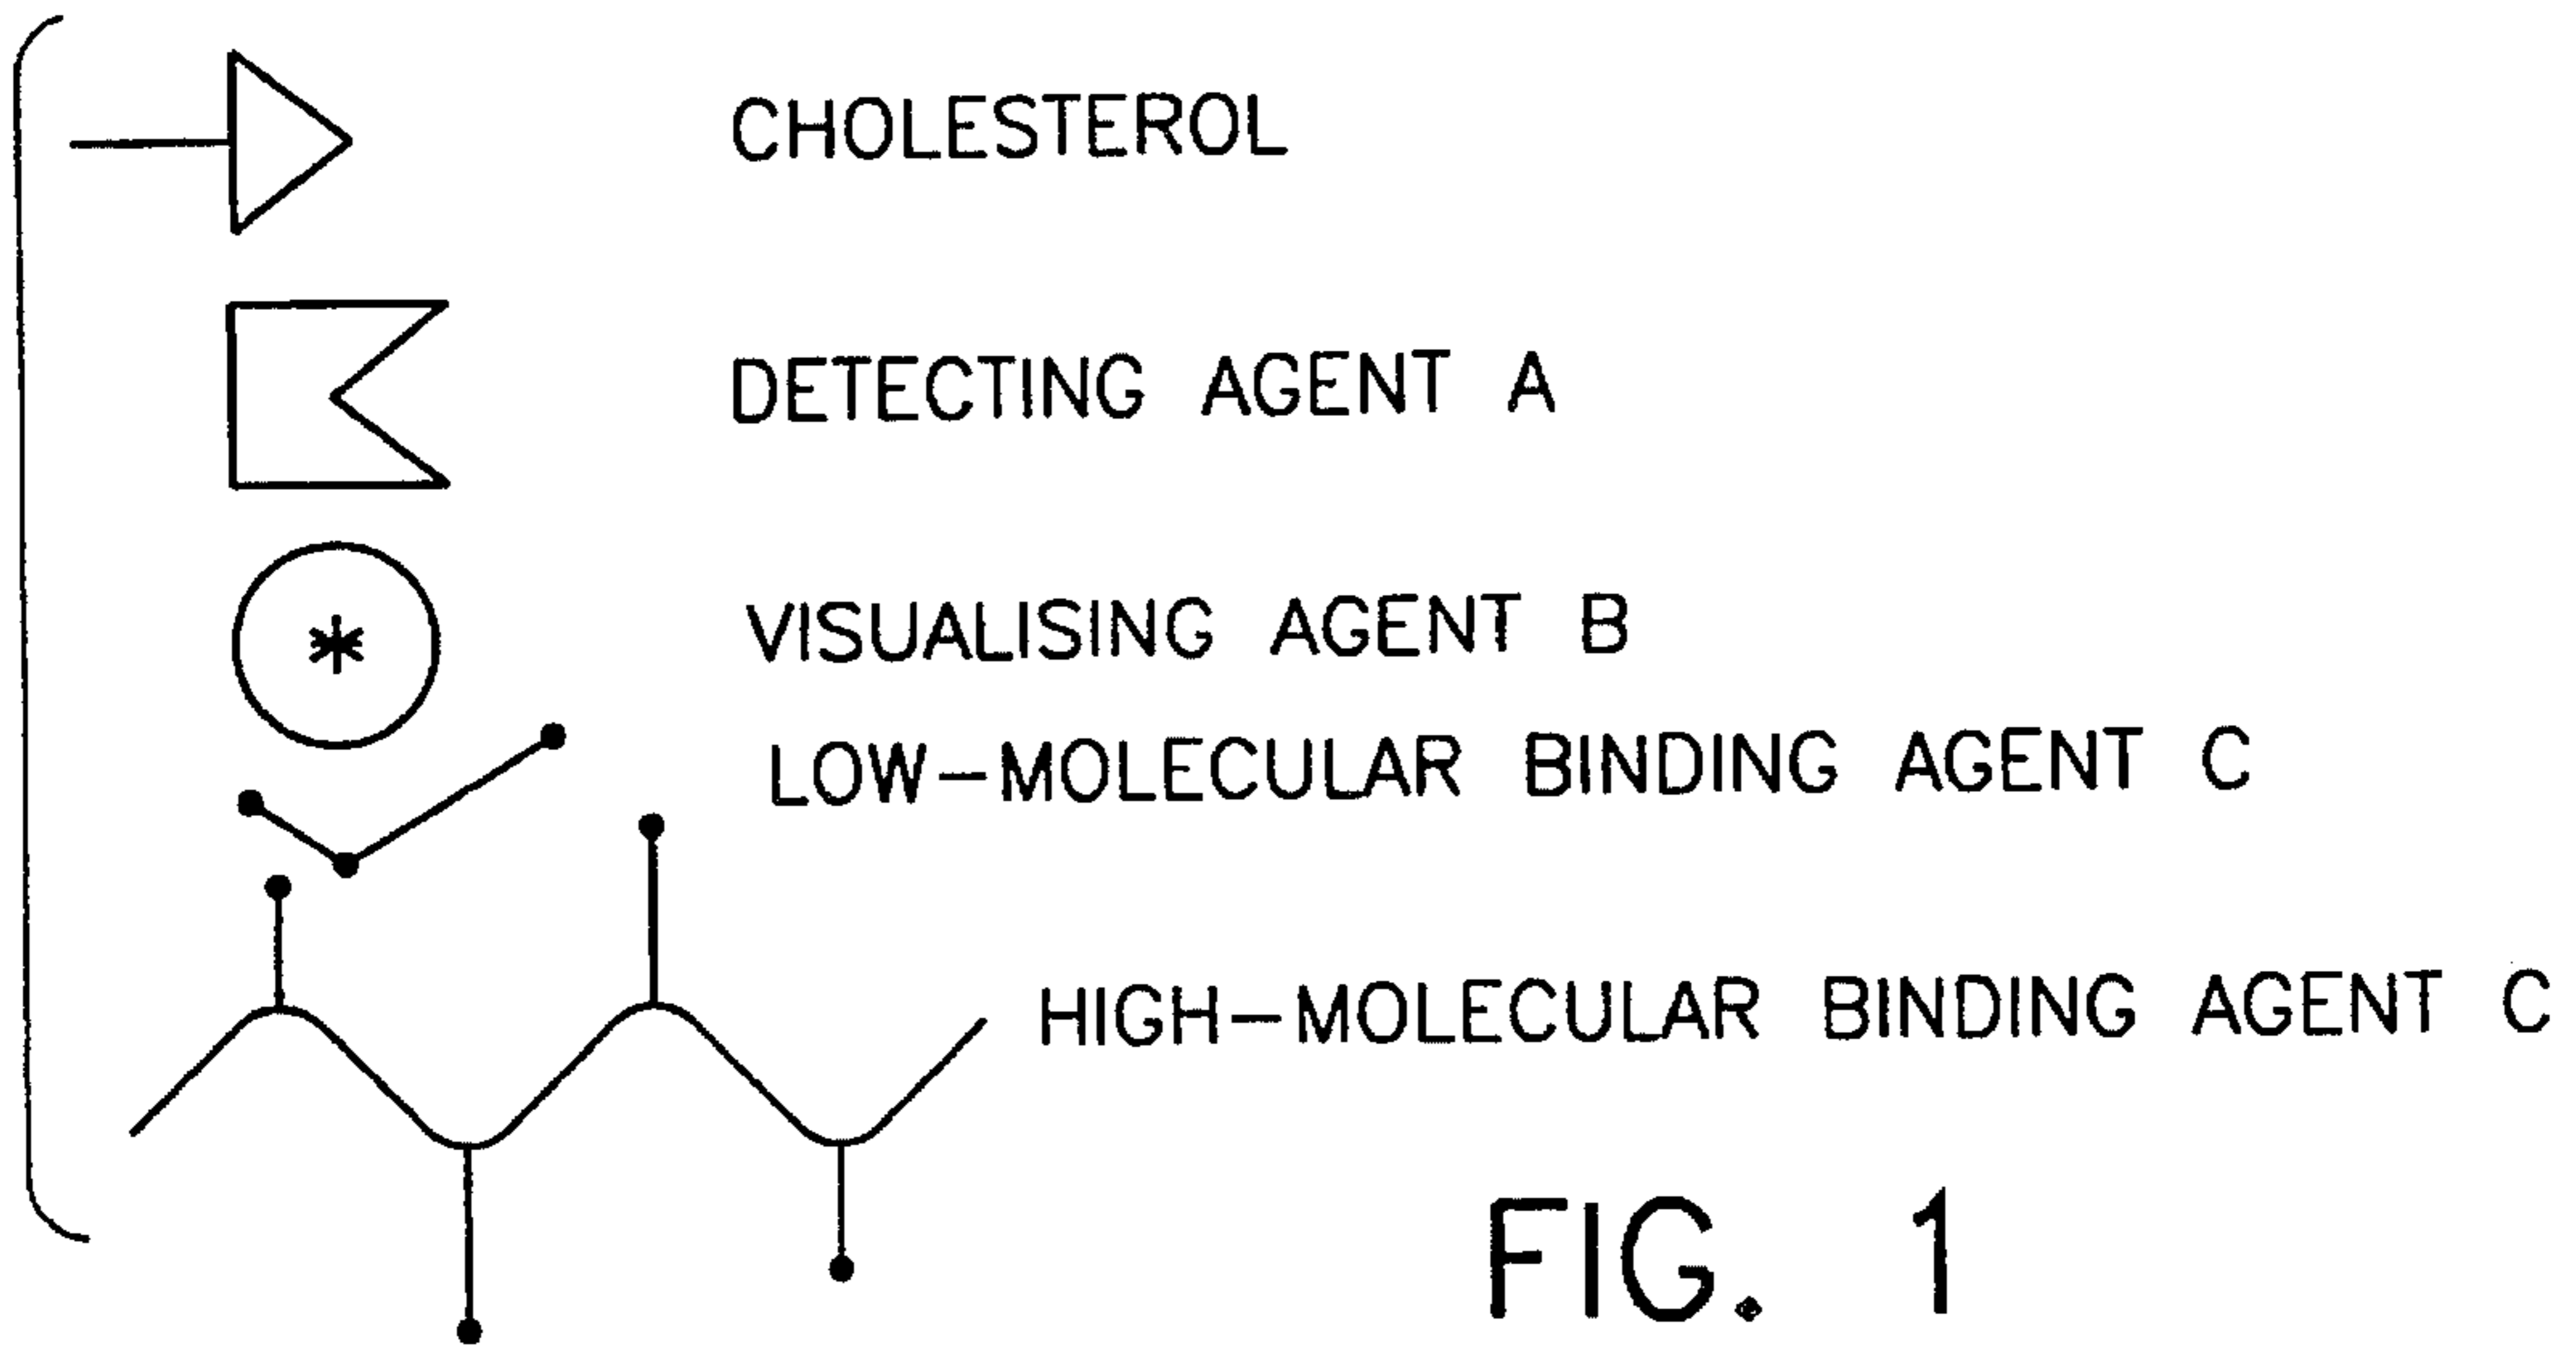 CHOLESTEROL
DETECTING AGENT A
*
VISUALISING AGENT B
LOW-MOLECULAR BINDING AGENT C
HIGH-MOLECULAR BINDING AGENT C
FIG. 1